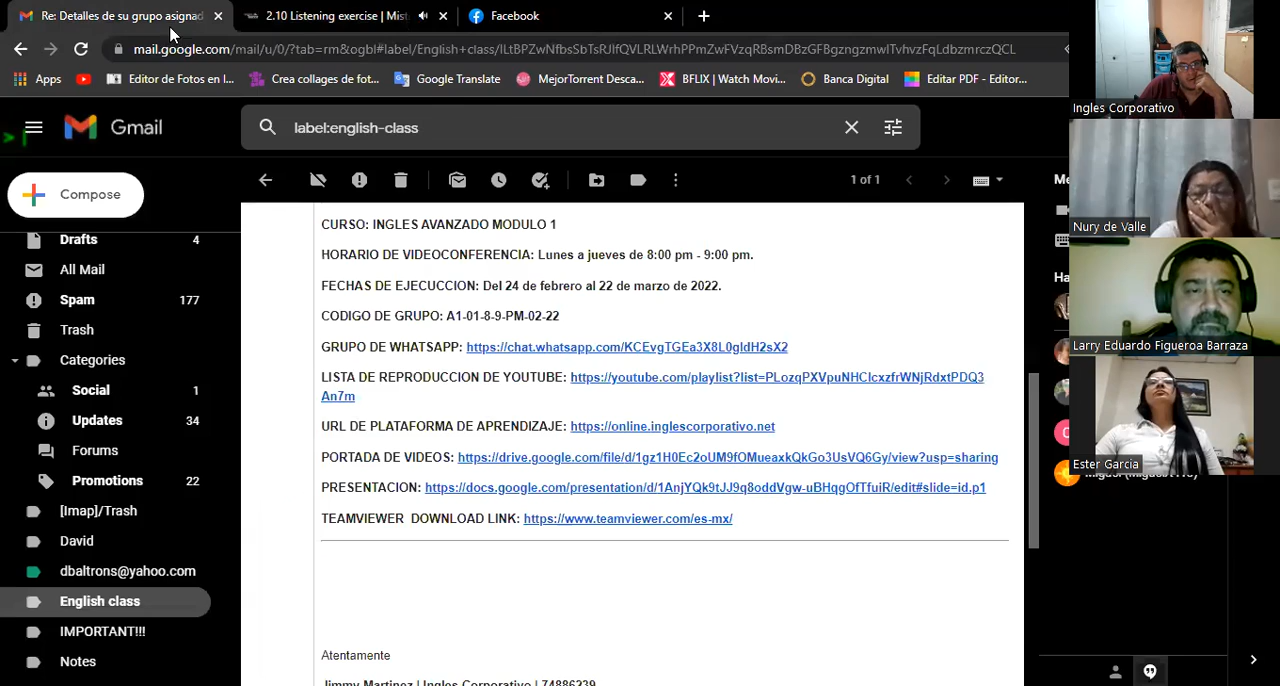 Re: Detalles de su grupo asignad
2.10 Listening exercise | Mist
Facebook
mail.google.com/mail/u/0/?tab=rm&ogbl#label/English+class/
Apps
Editor de Fotos en l...
Crea collages de fot...
Google Translate
MejorTorrent Desca...
BFLIX | Watch Movi...
Banca Digital
Editar PDF - Editor...
Ingles Corporativo
Gmail
label:english-class
Compose
1 of 1
Me
Nury de Valle
Drafts 4
All Mail
Spam 177
Trash
Categories
Social 1
Updates 34
Forums
Promotions 22
[Imap]/Trash
David
dbaltrons@yahoo.com
English class
IMPORTANT!!!
Notes
CURSO: INGLES AVANZADO MODULO 1
HORARIO DE VIDEOCONFERENCIA: Lunes a jueves de 8:00 pm - 9:00 pm.
FECHAS DE EJECUCCION: Del 24 de febrero al 22 de marzo de 2022.
CODIGO DE GRUPO: A1-01-8-9-PM-02-22
GRUPO DE WHATSAPP: https://chat.whatsapp.com/KCEvgTGEa3X8L0gldH2sX2
LISTA DE REPRODUCCION DE YOUTUBE: https://youtube.com/playlist?list=PLozqPXVpuNHClcxzfrWNjRdxtPDQ3
An7m
URL DE PLATAFORMA DE APRENDIZAJE: https://online.inglescorporativo.net
PORTADA DE VIDEOS: https://drive.google.com/file/d/1gz1H0Ec2oUM9fOMueaxkQkGo3UsVQ6Gy/view?usp=sharing
PRESENTACION: https://docs.google.com/presentation/d/1AnjYQk9tJJ9q8oddVgw-uBHqgOfTfuiR/edit#slide=id.p1
TEAMVIEWER DOWNLOAD LINK: https://www.teamviewer.com/es-mx/
Atentamente
Jimmy Martinez | Ingles Corporativo | 74886239
Ha
Larry Eduardo Figueroa Barraza
Ester Garcia